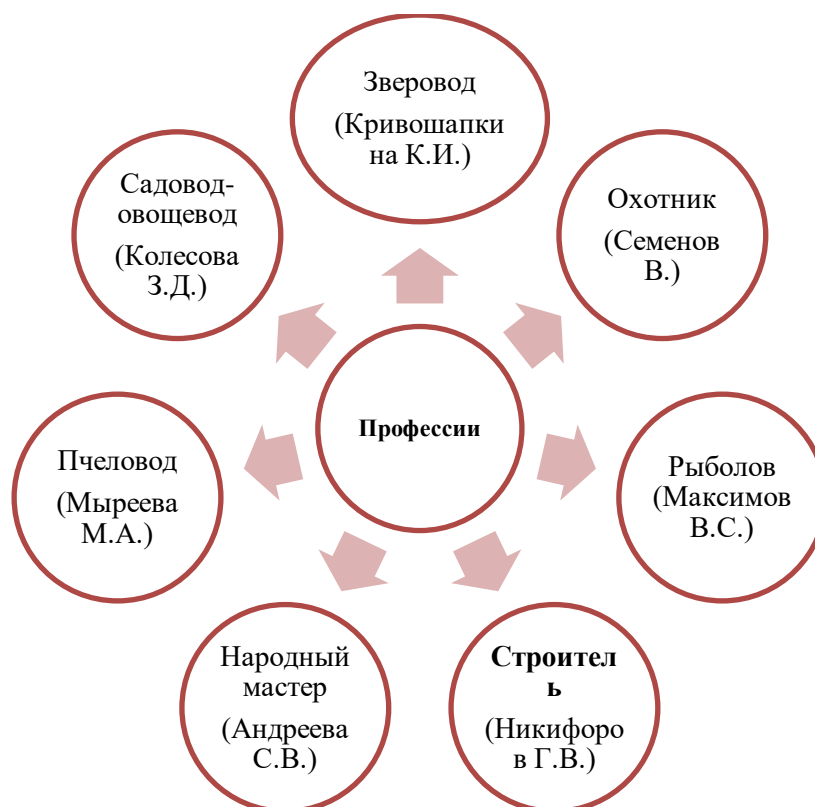 Зверовод
(Кривошапки
на К.И.)
Охотник
(Семенов
В.)
Рыболов
(Максимов
В.С.)
Строител
ь
(Никифоро
в Г.В.)
Народный
мастер
(Андреева
С.В.)
Пчеловод
(Мыреева
М.А.)
Садовод-
овощевод
(Колесова
З.Д.)
Профессии